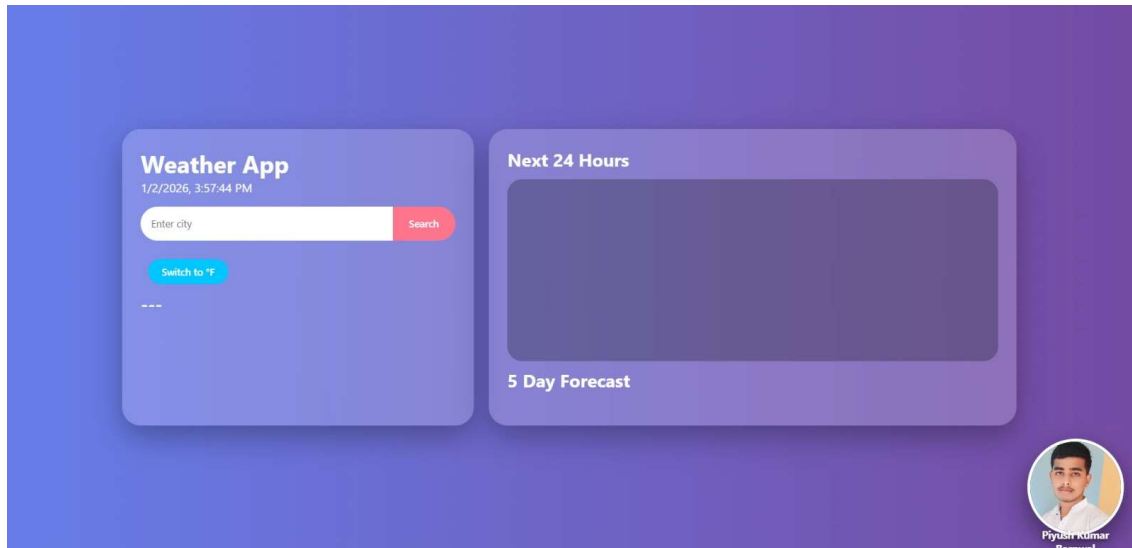 Weather App
1/2/2026, 3:57:44 PM
Enter city
Search
Switch to °F
---
Next 24 Hours
5 Day Forecast
Piyush Kumar